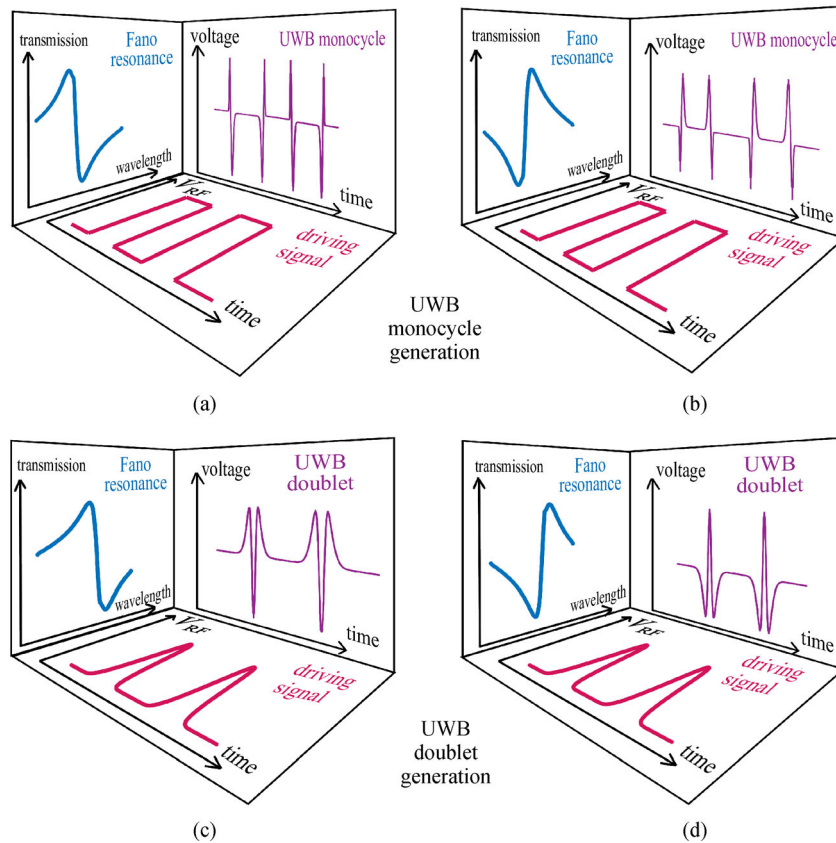 transmission
Fano
resonance
wavelength
voltage
UWB monocycle
time
V_RF
driving
signal
time
(a)
transmission
Fano
resonance
wavelength
voltage
UWB monocycle
time
V_RF
driving
signal
time
(b)
UWB
monocycle
generation
transmission
Fano
resonance
wavelength
voltage
UWB
doublet
time
V_RF
driving
signal
time
(c)
transmission
Fano
resonance
wavelength
voltage
UWB
doublet
time
V_RF
driving
signal
time
(d)
UWB
doublet
generation